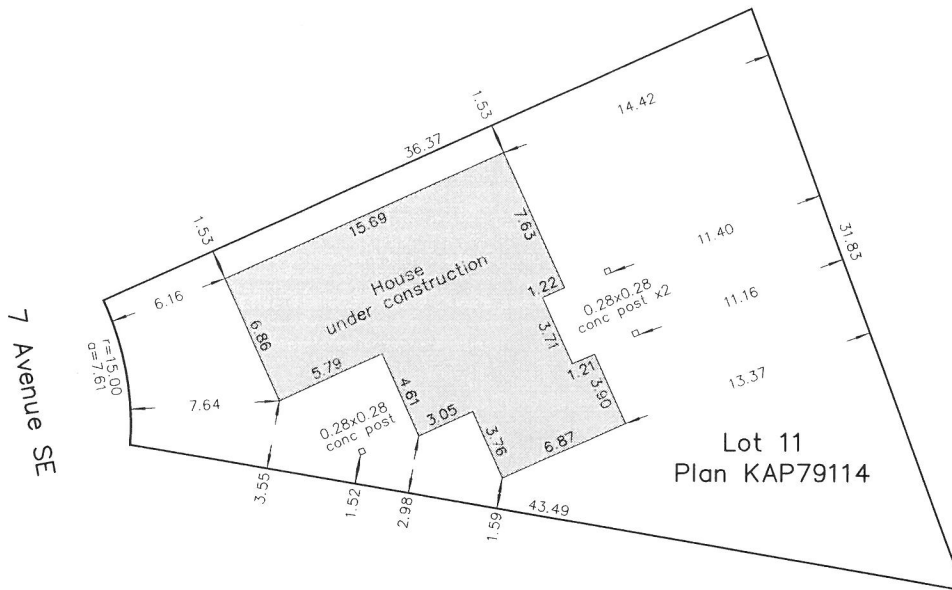 1.53
36.37
14.42
1.53
15.69
7.63
11.40
31.83
6.16
House
under construction
1.22
0.28x0.28
conc post x2
11.16
7 Avenue SE
r=15.00
a=7.61
6.86
3.71
5.79
1.21
3.90
13.37
7.64
4.61
0.28x0.28
conc post
3.05
3.76
6.87
Lot 11
Plan KAP79114
3.55
1.52
2.98
1.59
43.49